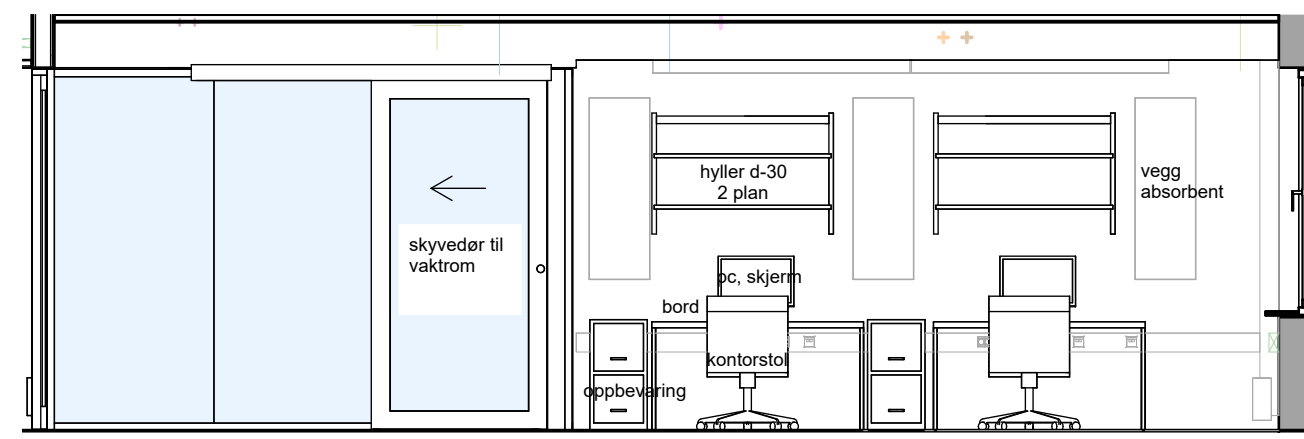 hyller d-30
2 plan
vegg
absorbent
skyvedør til
vaktrom
pc, skjerm
bord
kontorstol
oppbevaring